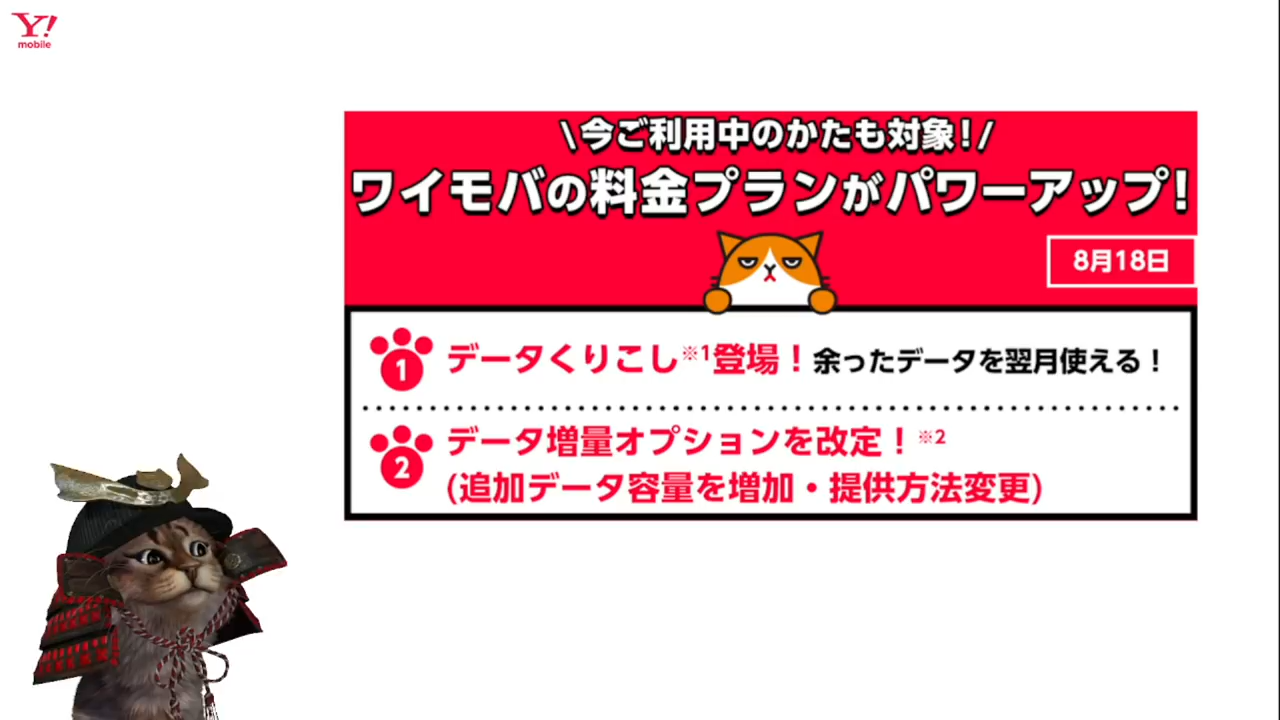 Y!
mobile
\今ご利用中のかたも対象!/
ワイモバの料金プランがパワーアップ!
8月18日
1 データくりこし※1登場!余ったデータを翌月使える!
2 データ増量オプションを改定!※2
(追加データ容量を増加・提供方法変更)